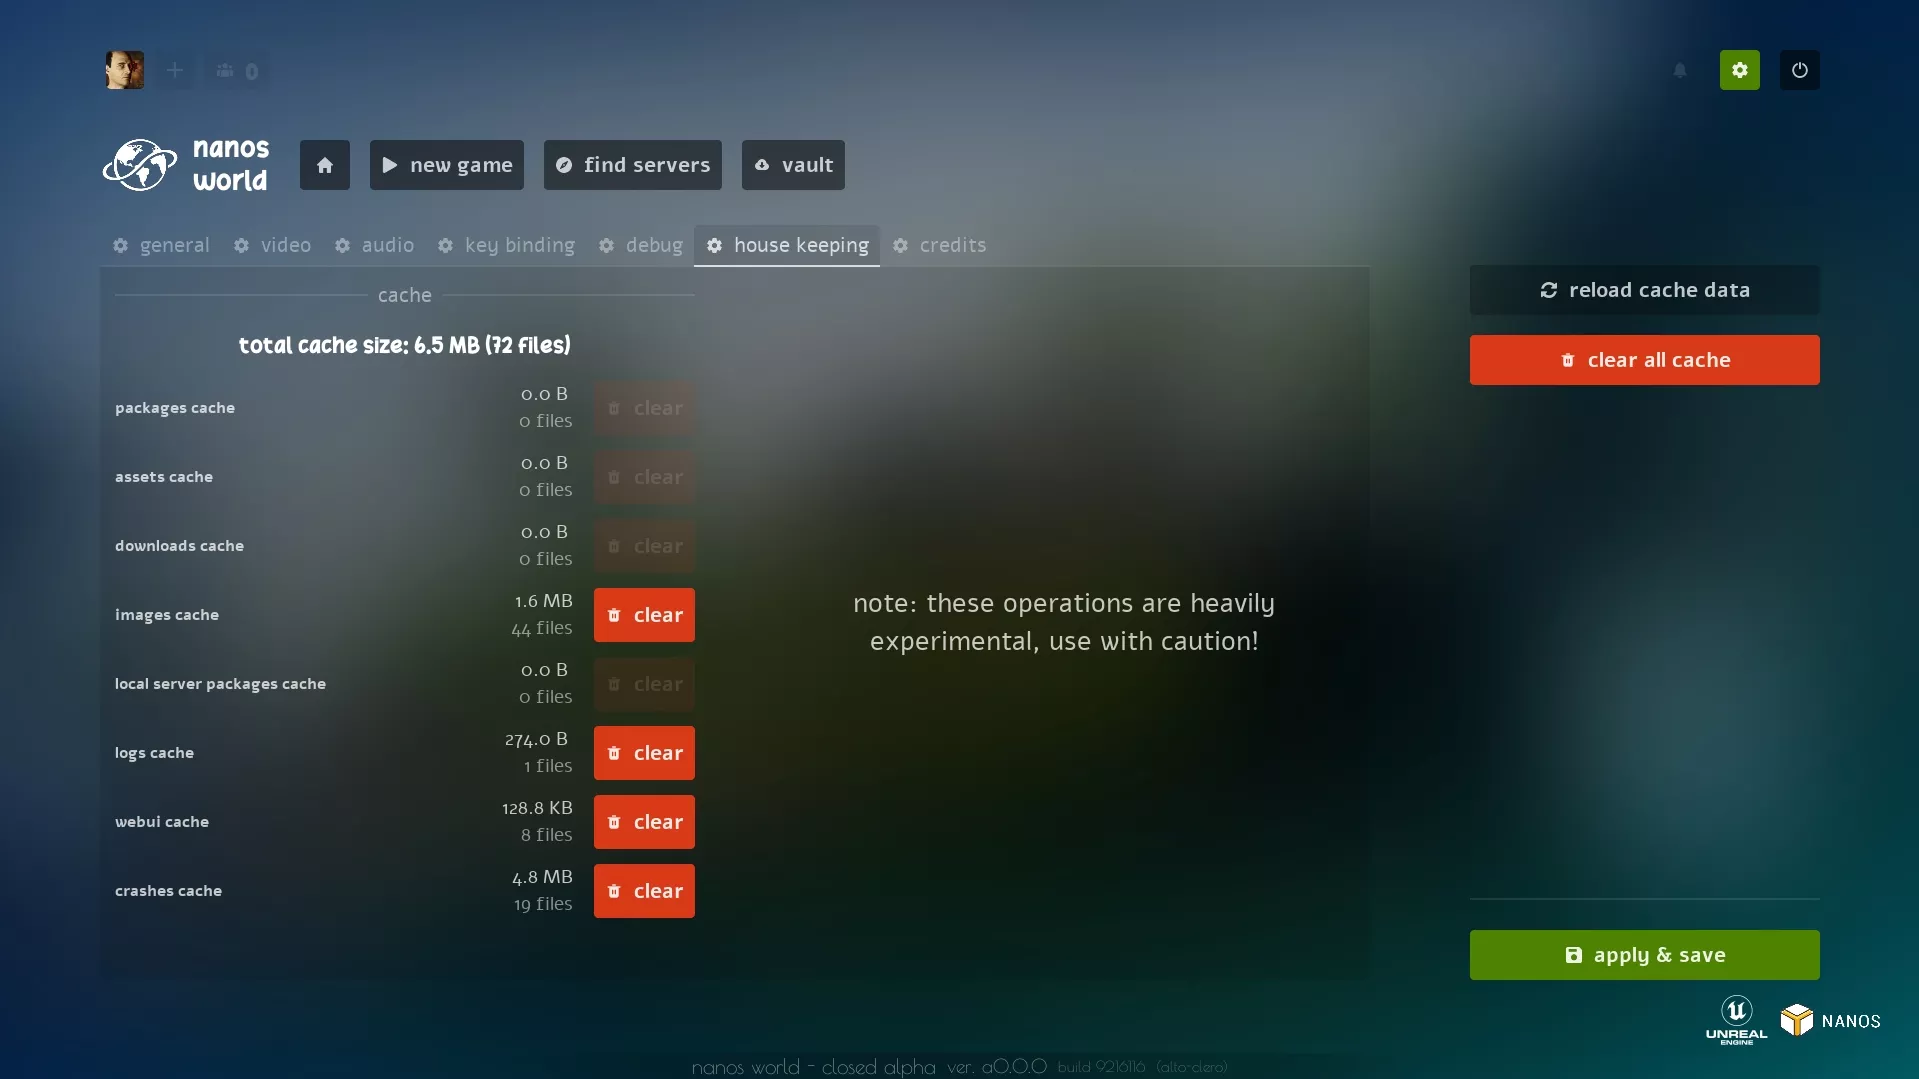 0
nanos
world
new game
find servers
vault
general
video
audio
key binding
debug
house keeping
credits
cache
total cache size: 6.5 MB (72 files)
packages cache
0.0 B
0 files
clear
assets cache
0.0 B
0 files
clear
downloads cache
0.0 B
0 files
clear
images cache
1.6 MB
44 files
clear
local server packages cache
0.0 B
0 files
clear
logs cache
274.0 B
1 files
clear
webui cache
128.8 KB
8 files
clear
crashes cache
4.8 MB
19 files
clear
note: these operations are heavily
experimental, use with caution!
reload cache data
clear all cache
apply & save
UNREAL
ENGINE
NANOS
nanos world - closed alpha ver. a0.0.0 build 9216116 (alto-clero)